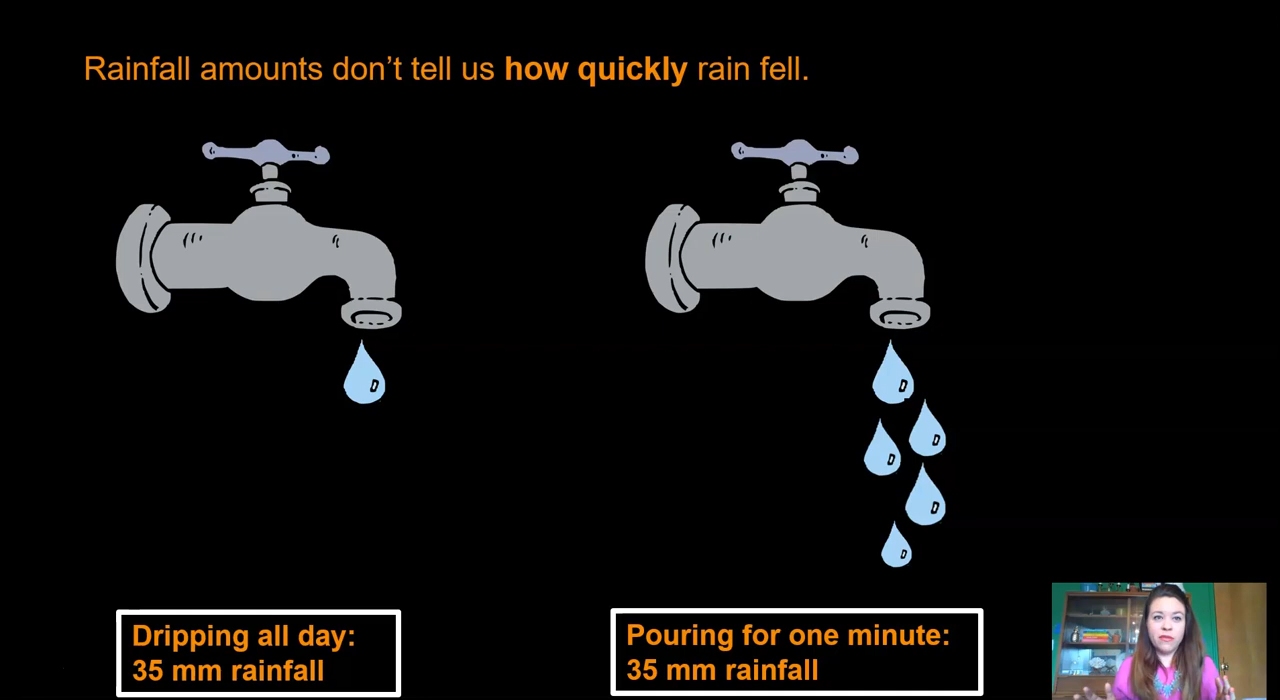 Rainfall amounts don’t tell us how quickly rain fell.
Dripping all day:
35 mm rainfall
Pouring for one minute:
35 mm rainfall